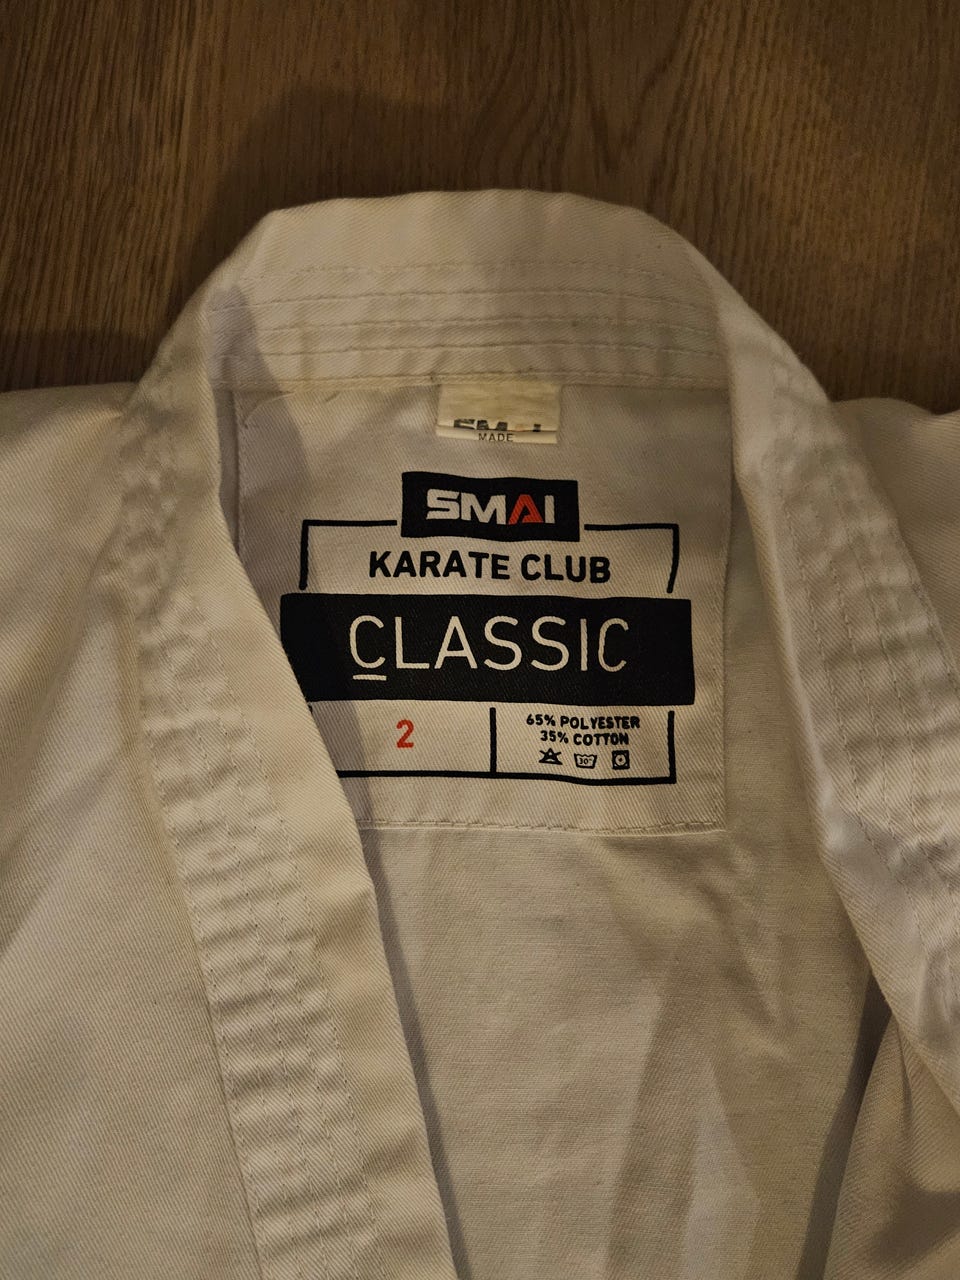 MADE
SMAI
KARATE CLUB
CLASSIC
2
65% POLYESTER
35% COTTON
30°